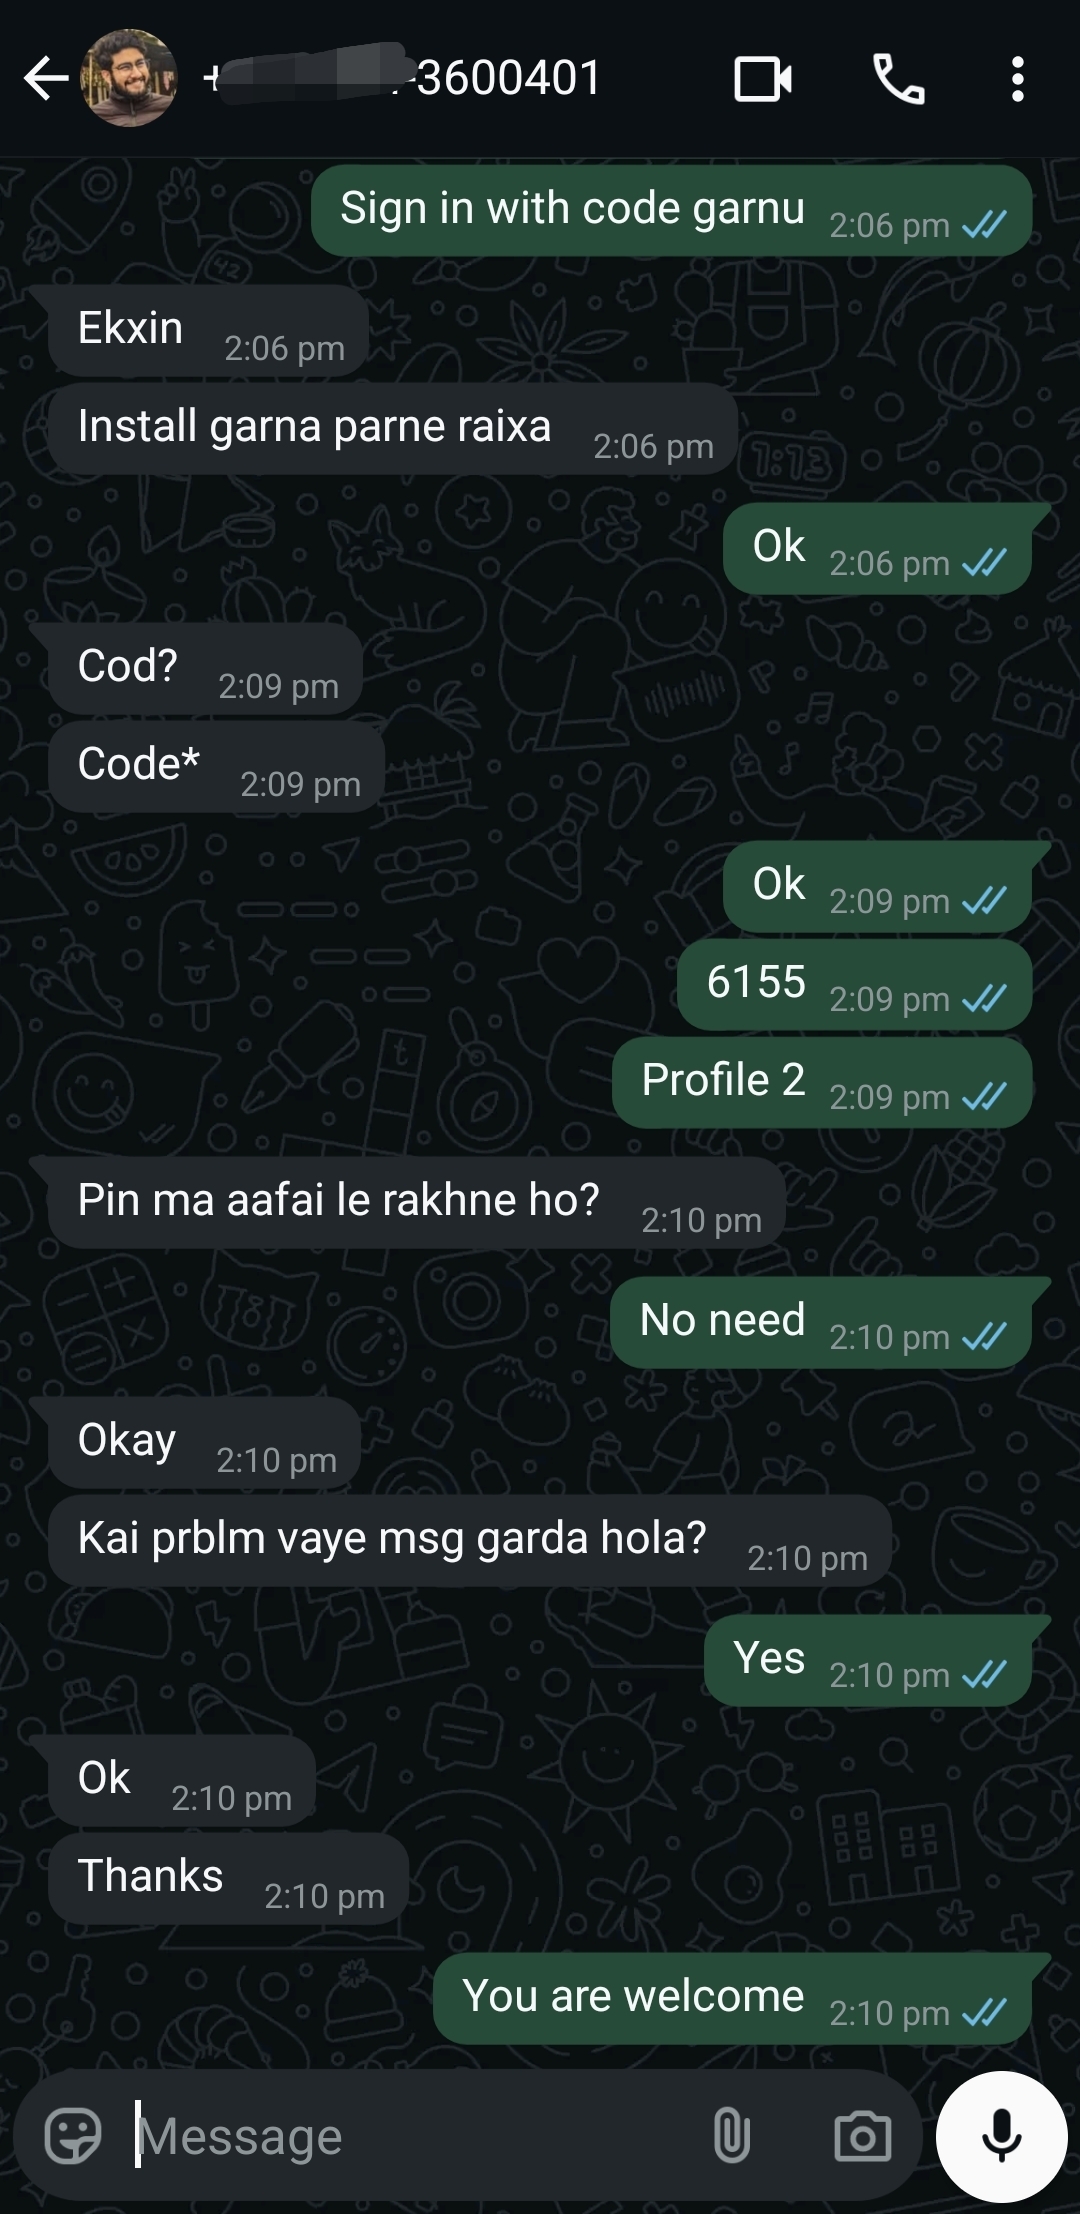 -3600401
Sign in with code garnu 2:06 pm
Ekxin 2:06 pm
Install garna parne raixa 2:06 pm
Ok 2:06 pm
Cod? 2:09 pm
Code* 2:09 pm
Ok 2:09 pm
6155 2:09 pm
Profile 2 2:09 pm
Pin ma aafai le rakhne ho? 2:10 pm
No need 2:10 pm
Okay 2:10 pm
Kai prblm vaye msg garda hola? 2:10 pm
Yes 2:10 pm
Ok 2:10 pm
Thanks 2:10 pm
You are welcome 2:10 pm
Message